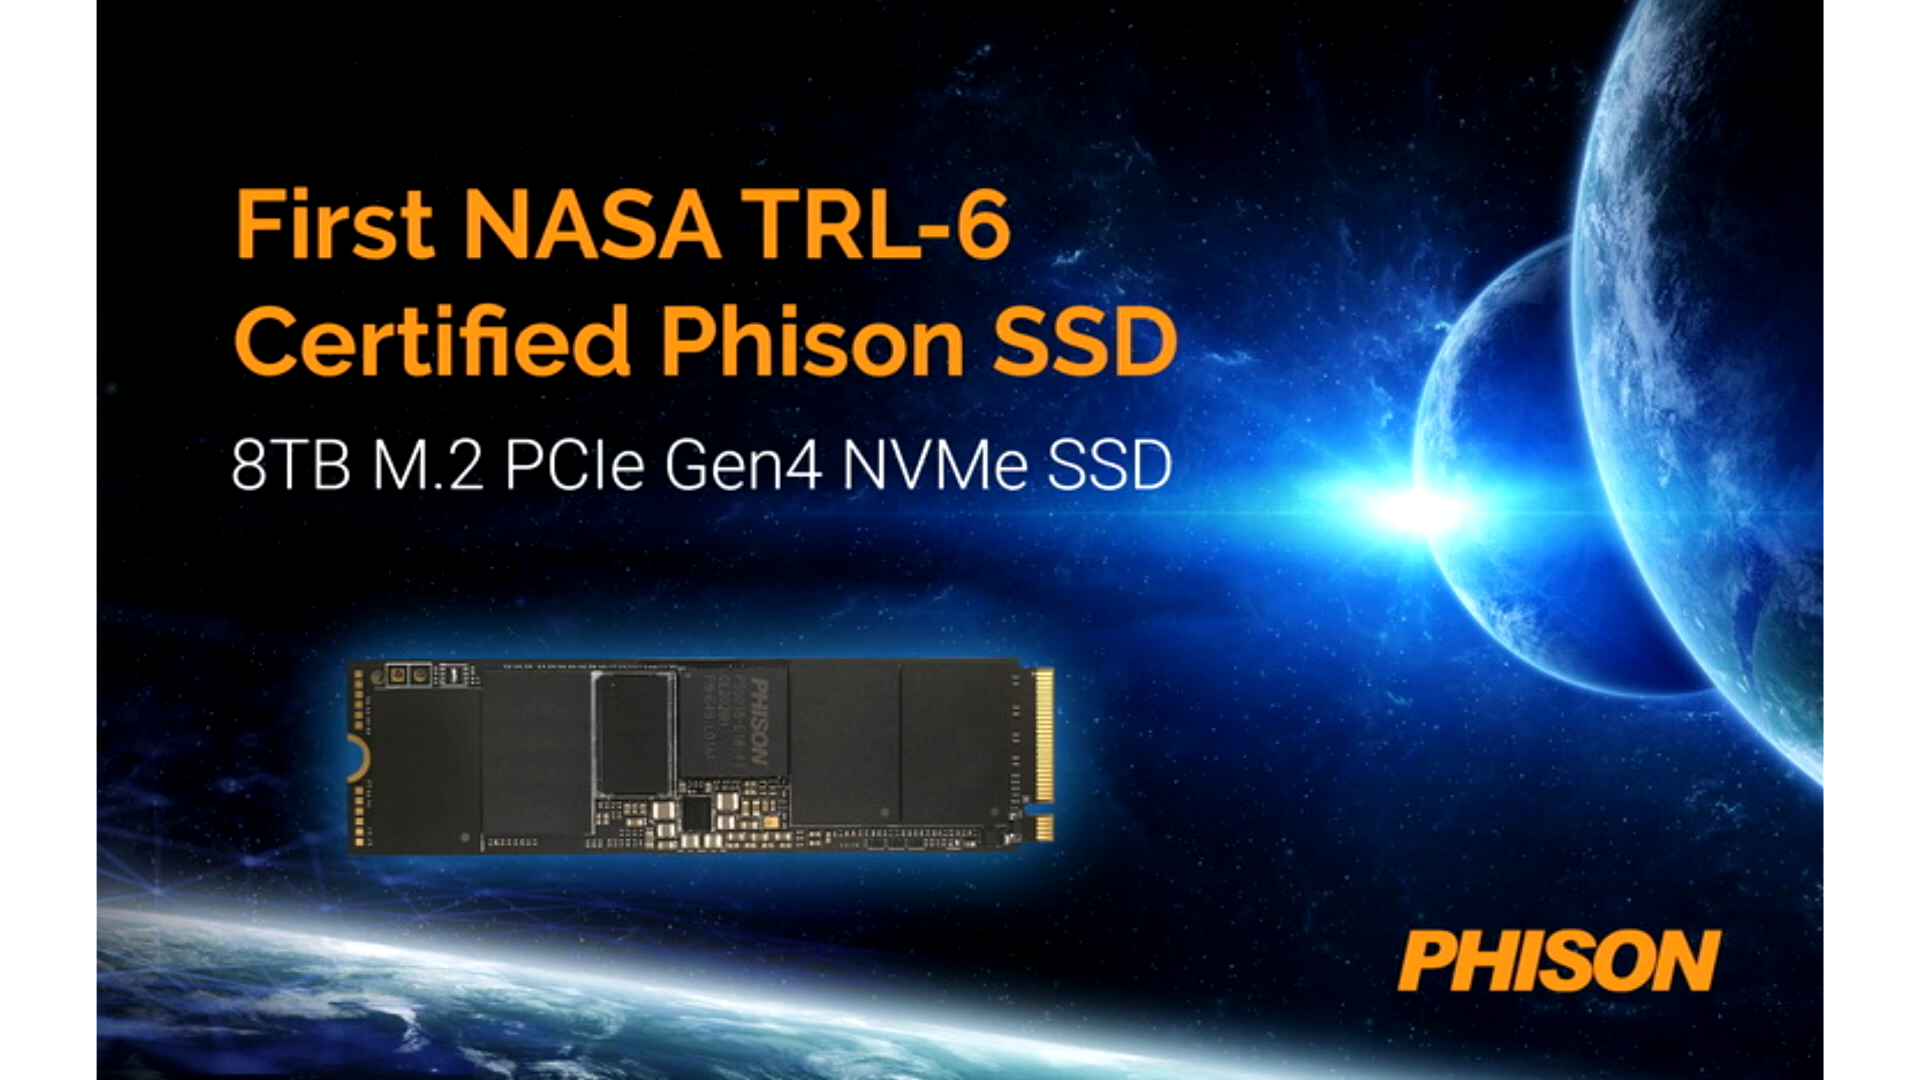 First NASA TRL-6
Certified Phison SSD
8TB M.2 PCIe Gen4 NVMe SSD
PHISON
PHISON